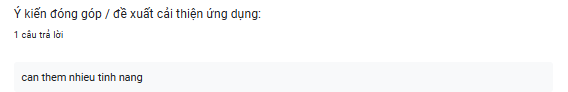 Ý kiến đóng góp / đề xuất cải thiện ứng dụng:
1 câu trả lời
can them nhieu tinh nang